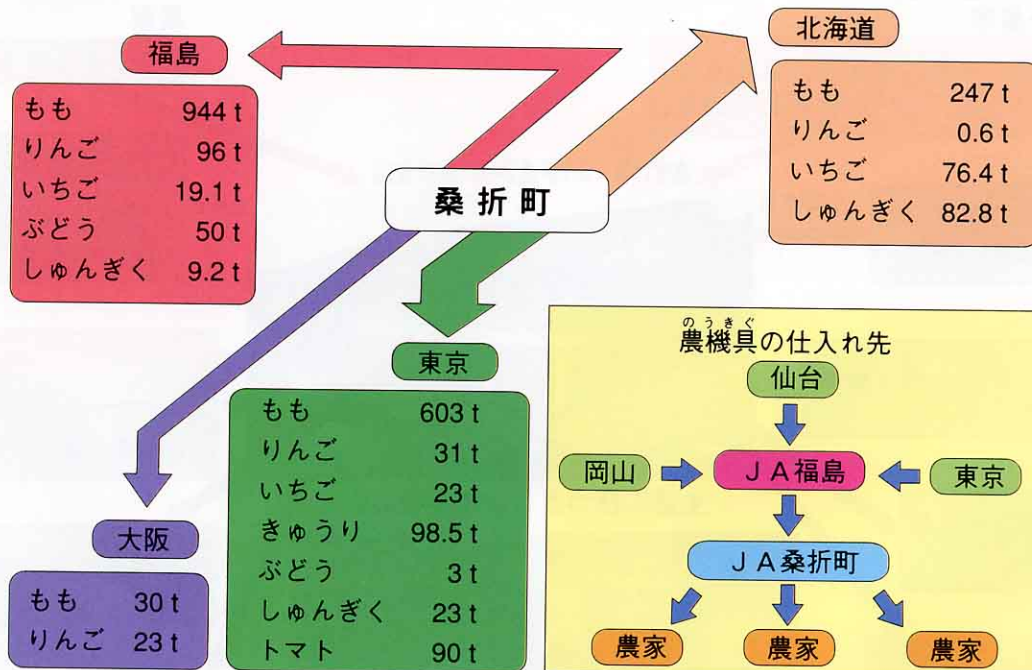 福島
もも 944 t
りんご 96 t
いちご 19.1 t
ぶどう 50 t
しゅんぎく 9.2 t
北海道
もも 247 t
りんご 0.6 t
いちご 76.4 t
しゅんぎく 82.8 t
桑折町
東京
もも 603 t
りんご 31 t
いちご 23 t
きゅうり 98.5 t
ぶどう 3 t
しゅんぎく 23 t
トマト 90 t
大阪
もも 30 t
りんご 23 t
のうきぐ
農機具の仕入れ先
仙台
岡山 JA福島 東京
JA桑折町
農家 農家 農家